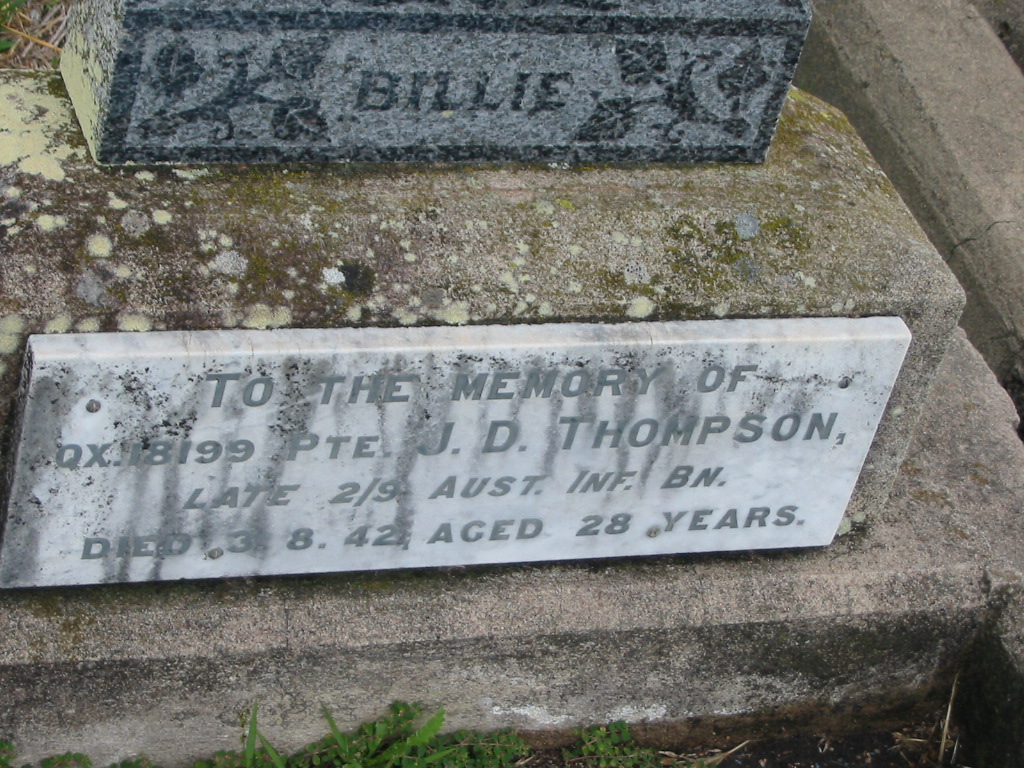 BILLIE
TO THE MEMORY OF
QX.18199 PTE. J. D. THOMPSON,
LATE 2/9 AUST. INF. BN.
DIED 3. 8. 42, AGED 28 YEARS.